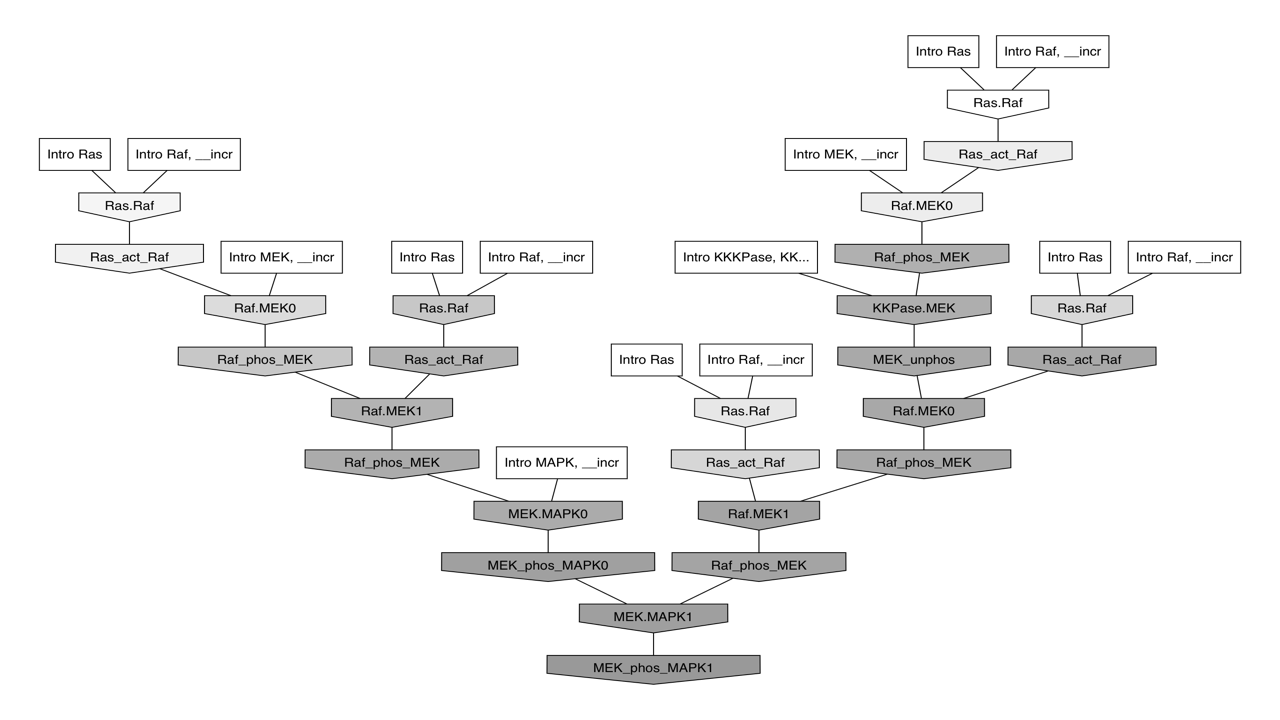 Intro Ras
Intro Raf, __incr
Ras.Raf
Intro Ras
Intro Raf, __incr
Intro MEK, __incr
Ras_act_Raf
Ras.Raf
Raf.MEK0
Ras_act_Raf
Intro MEK, __incr
Intro Ras
Intro Raf, __incr
Intro KKKPase, KK...
Raf_phos_MEK
Intro Ras
Intro Raf, __incr
Raf.MEK0
Ras.Raf
KKPase.MEK
Ras.Raf
Raf_phos_MEK
Ras_act_Raf
Intro Ras
Intro Raf, __incr
MEK_unphos
Ras_act_Raf
Raf.MEK1
Ras.Raf
Raf.MEK0
Raf_phos_MEK
Intro MAPK, __incr
Ras_act_Raf
Raf_phos_MEK
MEK.MAPK0
Raf.MEK1
MEK_phos_MAPK0
Raf_phos_MEK
MEK.MAPK1
MEK_phos_MAPK1